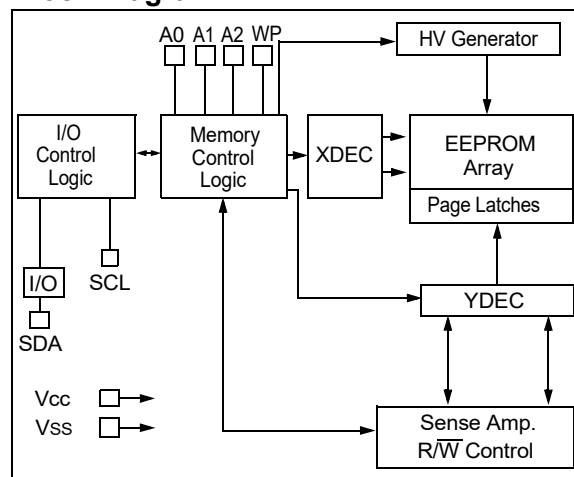 A0 A1 A2 WP
HV Generator
I/O
Control
Logic
Memory
Control
Logic
XDEC
EEPROM
Array
Page Latches
I/O
SCL
SDA
YDEC
Vcc
Vss
Sense Amp.
R/W̅ Control